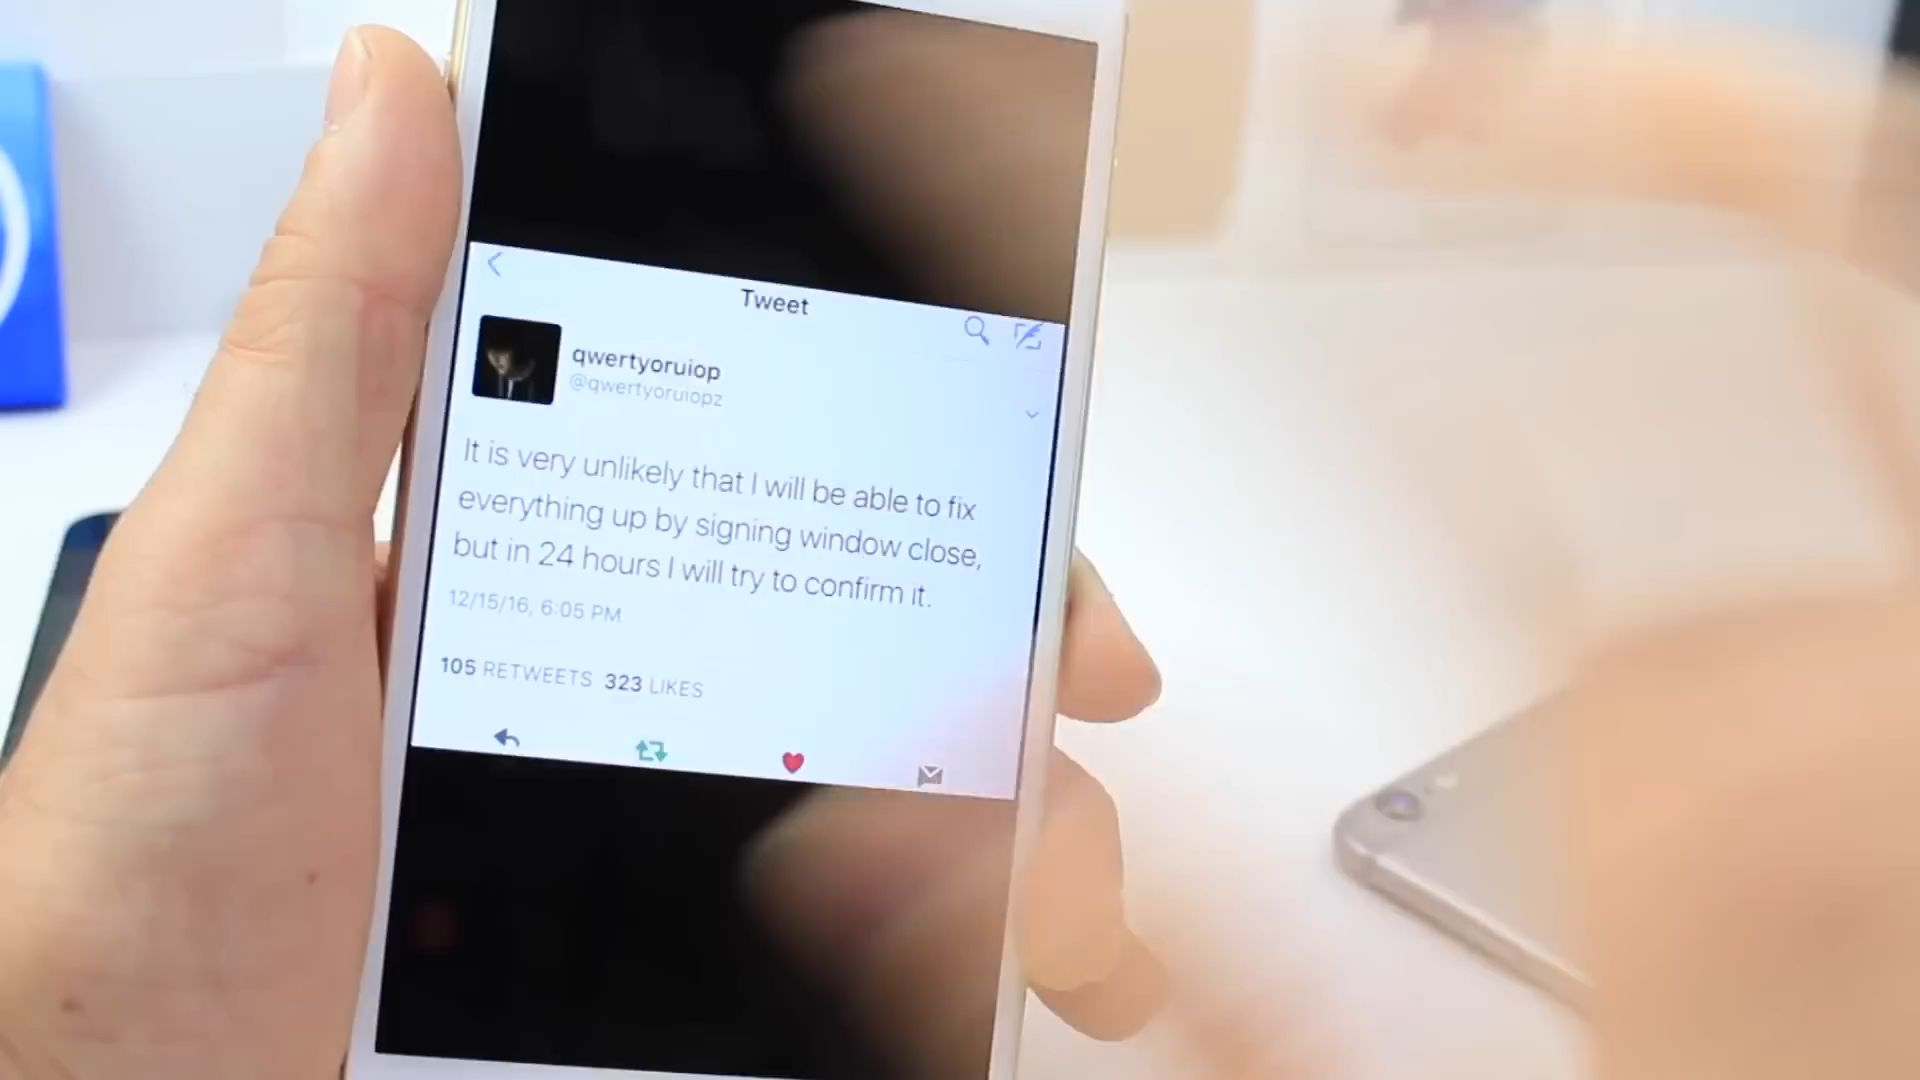 Tweet
qwertyoruiop
@qwertyoruiopz
It is very unlikely that I will be able to fix
everything up by signing window close,
but in 24 hours I will try to confirm it.
12/15/16, 6:05 PM
105 RETWEETS 323 LIKES